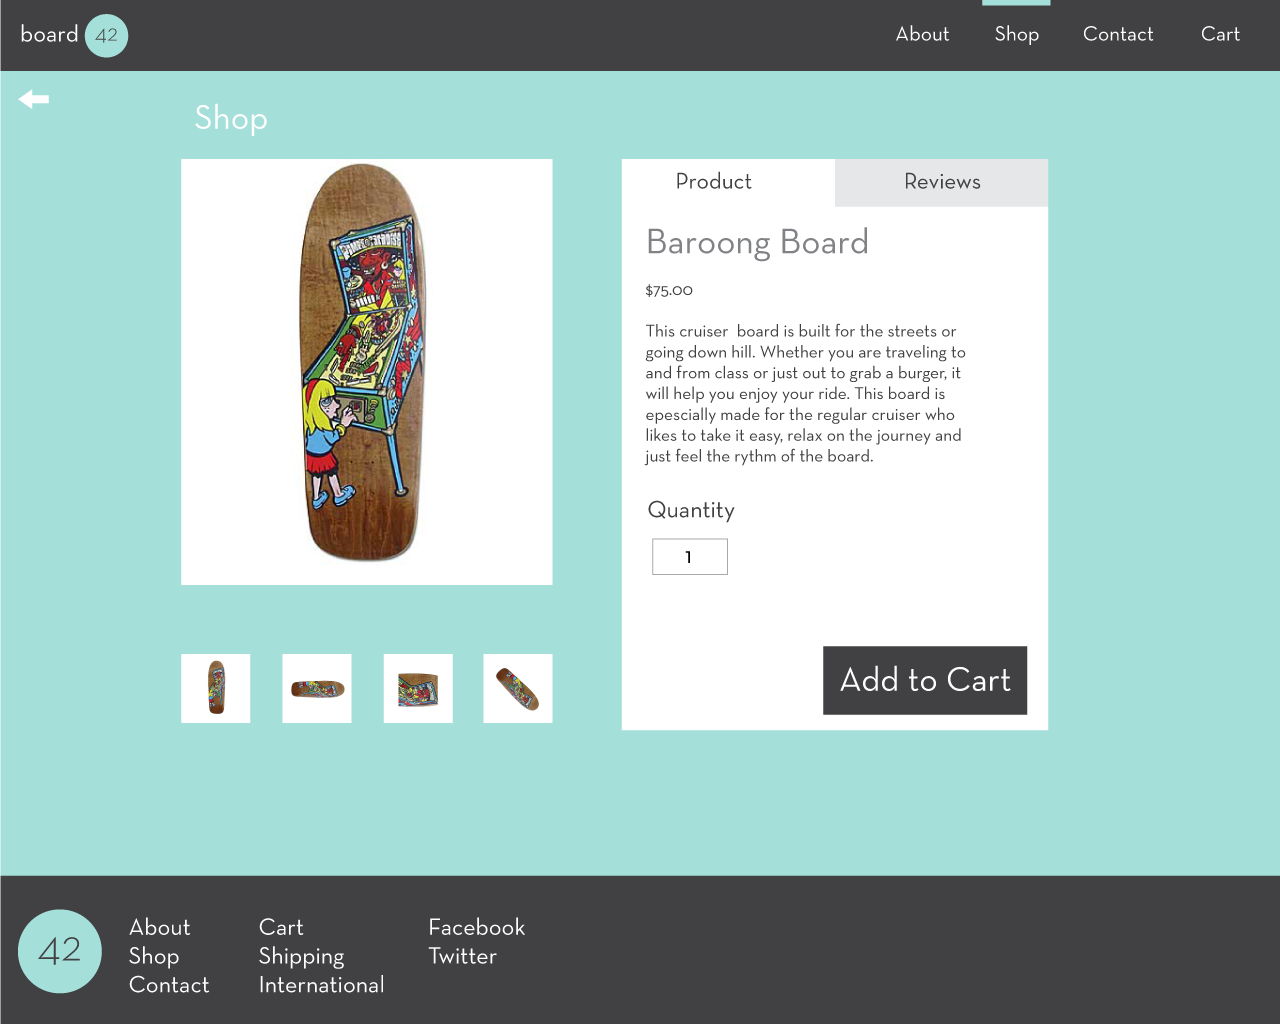 board 42
About Shop Contact Cart
Shop
Product Reviews
Baroong Board
$75.00
This cruiser  board is built for the streets or
going down hill. Whether you are traveling to
and from class or just out to grab a burger, it
will help you enjoy your ride. This board is
epescially made for the regular cruiser who
likes to take it easy, relax on the journey and
just feel the rythm of the board.
Quantity
1
Add to Cart
42
About Cart Facebook
Shop Shipping Twitter
Contact International